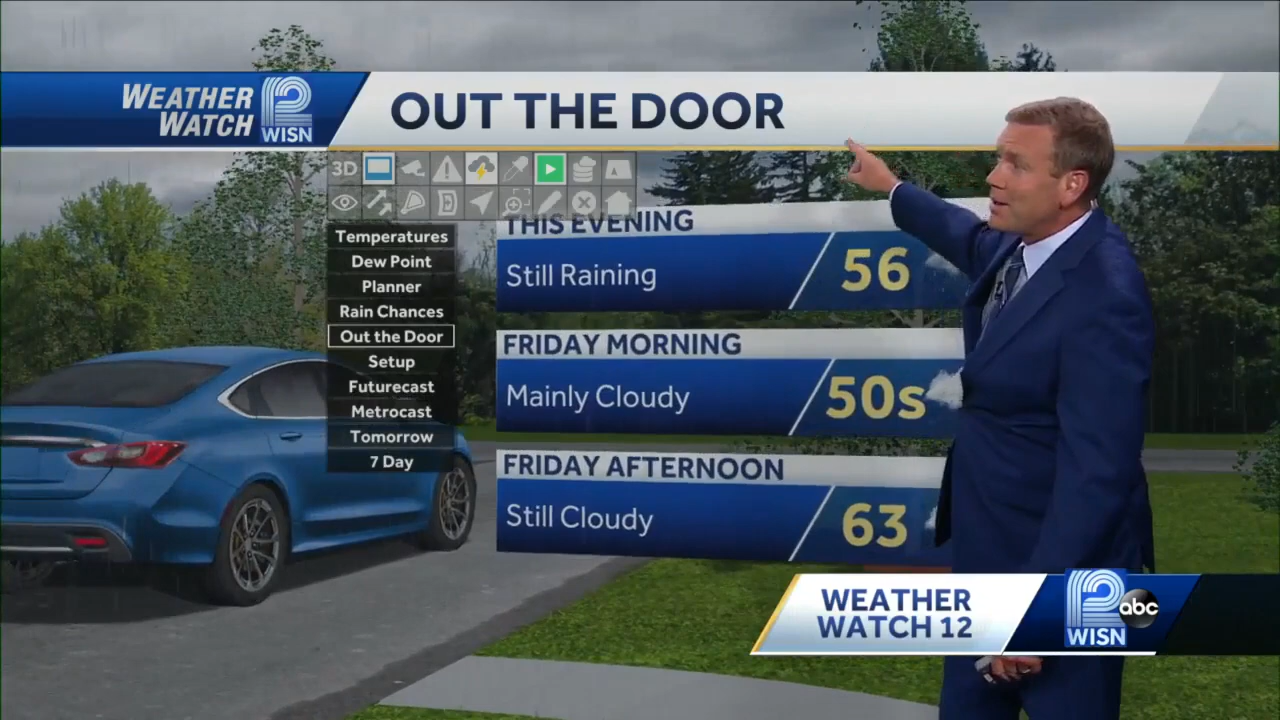 WEATHER
WATCH
12
WISN
OUT THE DOOR
3D
Temperatures
Dew Point
Planner
Rain Chances
Out the Door
Setup
Futurecast
Metrocast
Tomorrow
7 Day
THIS EVENING
Still Raining
56
FRIDAY MORNING
Mainly Cloudy
50s
FRIDAY AFTERNOON
Still Cloudy
63
WEATHER
WATCH 12
12
abc
WISN